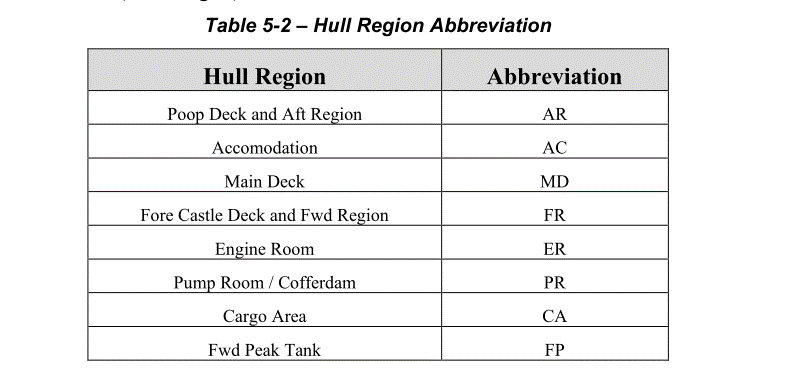 Table 5-2 – Hull Region Abbreviation
Hull Region Abbreviation
Poop Deck and Aft Region AR
Accomodation AC
Main Deck MD
Fore Castle Deck and Fwd Region FR
Engine Room ER
Pump Room / Cofferdam PR
Cargo Area CA
Fwd Peak Tank FP